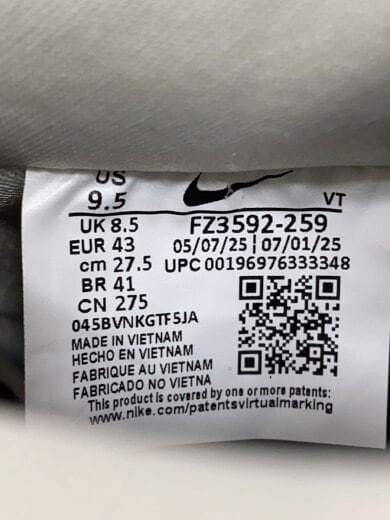 US
9.5
VT
UK 8.5
FZ3592-259
EUR 43
05/07/25 | 07/01/25
cm 27.5
UPC 00196976333348
BR 41
CN 275
045BVNKGTF5JA
MADE IN VIETNAM
HECHO EN VIETNAM
FABRIQUE AU VIETNAM
FABRICADO NO VIETNA
This product is covered by one or more patents:
www.nike.com/patentsvirtualmarking